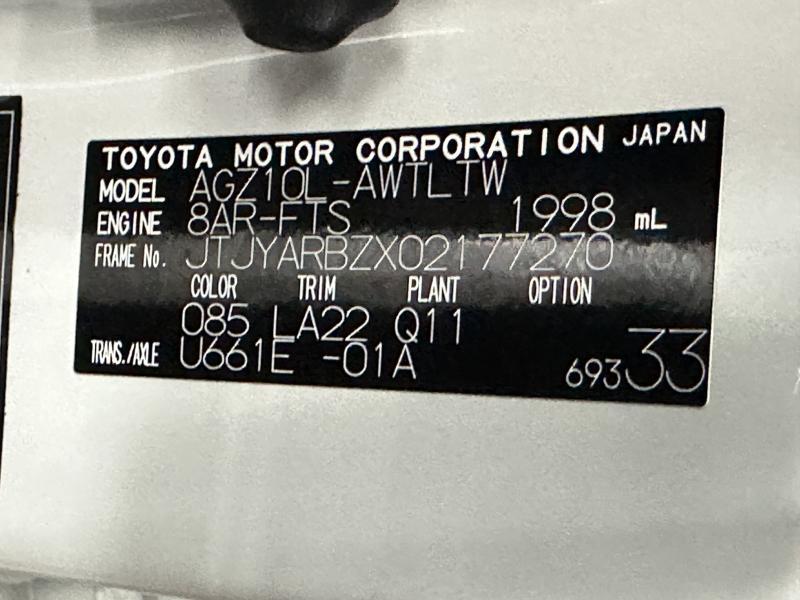 TOYOTA MOTOR CORPORATION JAPAN
MODEL AGZ10L-AWTLTW
ENGINE 8AR-FTS 1998 mL
FRAME No. JTJYARBZX02177270
COLOR TRIM PLANT OPTION
085 LA22 Q11
TRANS./AXLE U661E -01A 69333